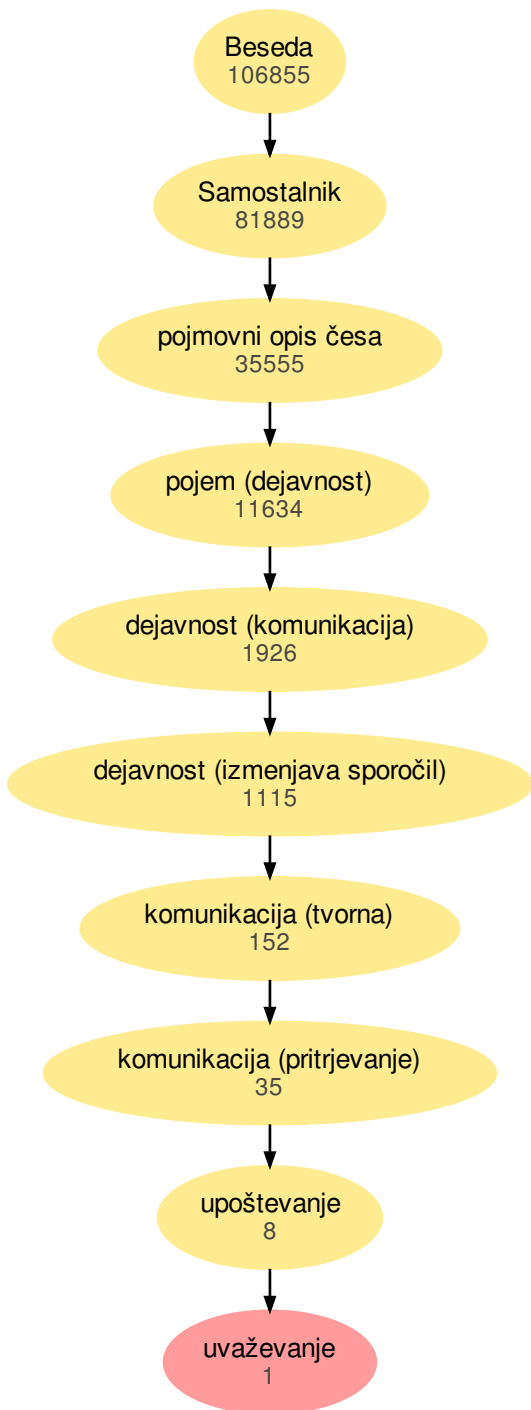 Beseda
106855
Samostalnik
81889
pojmovni opis česa
35555
pojem (dejavnost)
11634
dejavnost (komunikacija)
1926
dejavnost (izmenjava sporočil)
1115
komunikacija (tvorna)
152
komunikacija (pritrjevanje)
35
upoštevanje
8
uvaževanje
1